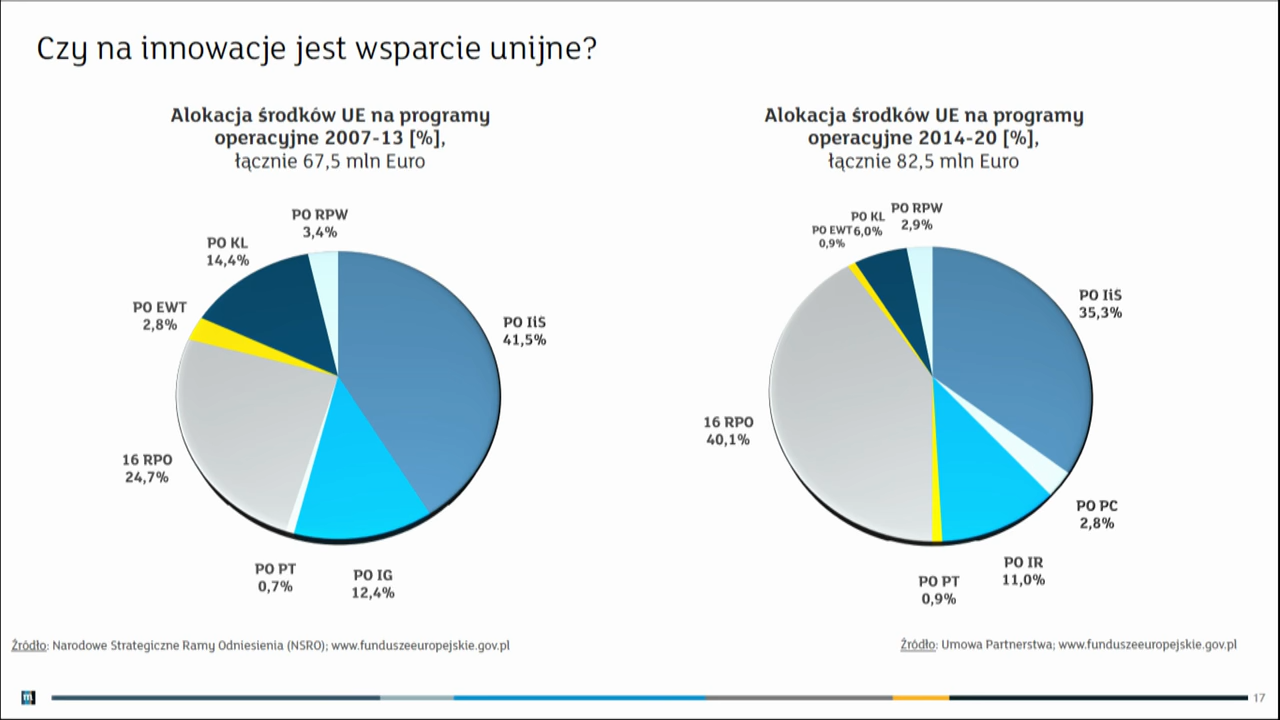 Czy na innowacje jest wsparcie unijne?
Alokacja środków UE na programy
operacyjne 2007-13 [%],
łącznie 67,5 mln Euro
PO RPW
3,4%
PO KL
14,4%
PO EWT
2,8%
PO IiŚ
41,5%
16 RPO
24,7%
PO PT
0,7%
PO IG
12,4%
Źródło: Narodowe Strategiczne Ramy Odniesienia (NSRO); www.funduszeeuropejskie.gov.pl
Alokacja środków UE na programy
operacyjne 2014-20 [%],
łącznie 82,5 mln Euro
PO RPW
2,9%
PO KL
6,0%
PO EWT
0,9%
PO IiŚ
35,3%
16 RPO
40,1%
PO PC
2,8%
PO IR
11,0%
PO PT
0,9%
Źródło: Umowa Partnerstwa; www.funduszeeuropejskie.gov.pl
m
17